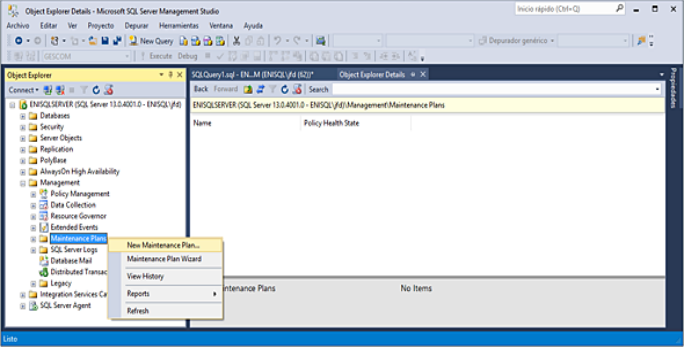 Object Explorer Details - Microsoft SQL Server Management Studio
Inicio rápido (Ctrl+Q)
Archivo Editar Ver Proyecto Depurar Herramientas Ventana Ayuda
New Query
Depurador genérico
GESCOM
Execute Debug
Object Explorer
SQLQuery1.sql - EN...M (ENISQL\jfd (62))*
Object Explorer Details
Propiedades
Connect
Back Forward
Search
ENISQLSERVER (SQL Server 13.0.4001.0 - ENISQL\jfd)
ENISQLSERVER (SQL Server 13.0.4001.0 - ENISQL\jfd)\Management\Maintenance Plans
Name
Policy Health State
Databases
Security
Server Objects
Replication
PolyBase
AlwaysOn High Availability
Management
Policy Management
Data Collection
Resource Governor
Extended Events
Maintenance Plans
SQL Server Logs
Database Mail
Distributed Transac
Legacy
Integration Services Ca
SQL Server Agent
New Maintenance Plan...
Maintenance Plan Wizard
View History
Reports
Refresh
intenance Plans
No Items
Listo